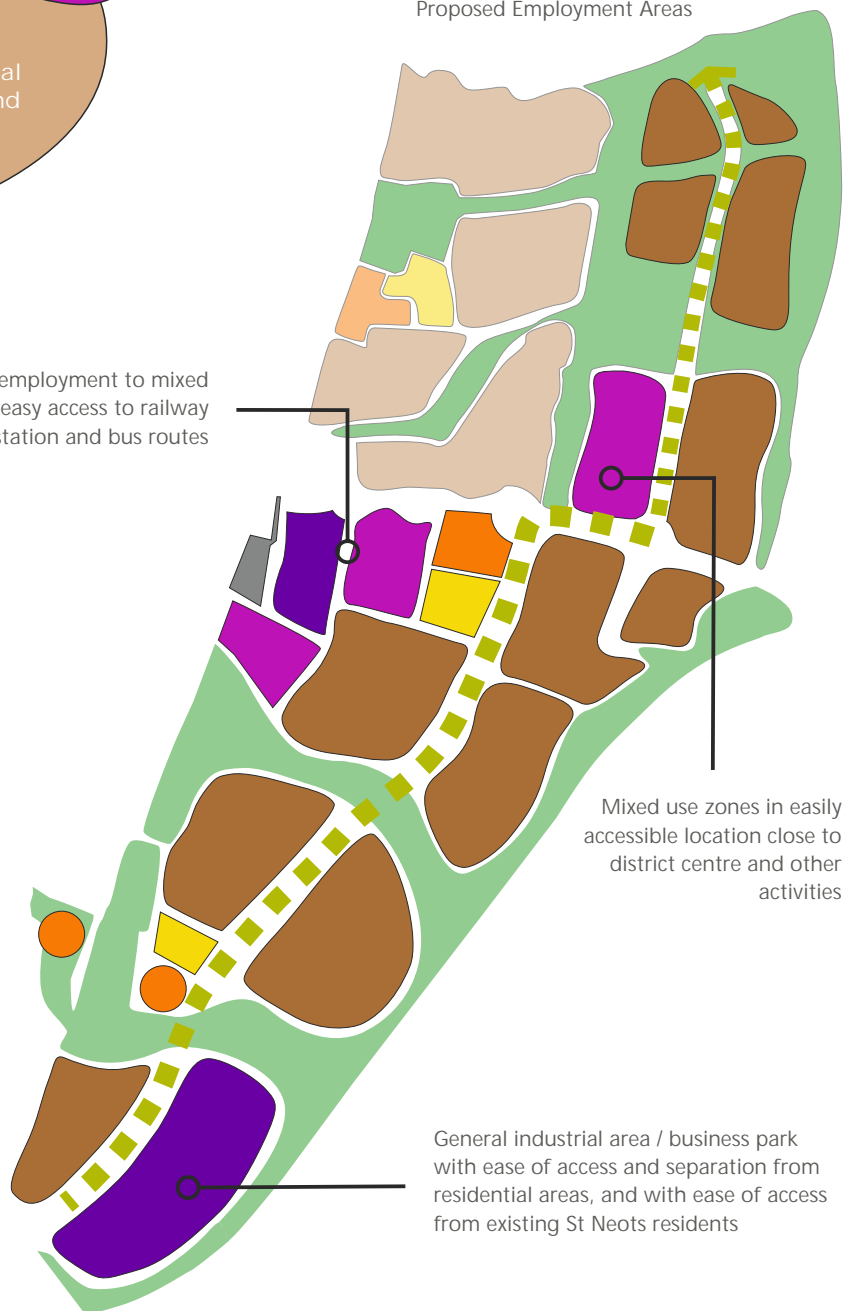 Proposed Employment Areas
al
nd
employment to mixed
easy access to railway
station and bus routes
Mixed use zones in easily
accessible location close to
district centre and other
activities
General industrial area / business park
with ease of access and separation from
residential areas, and with ease of access
from existing St Neots residents